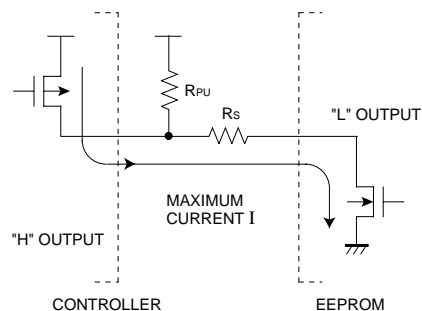 RPU
RS
"L" OUTPUT
MAXIMUM
CURRENT I
"H" OUTPUT
CONTROLLER
EEPROM